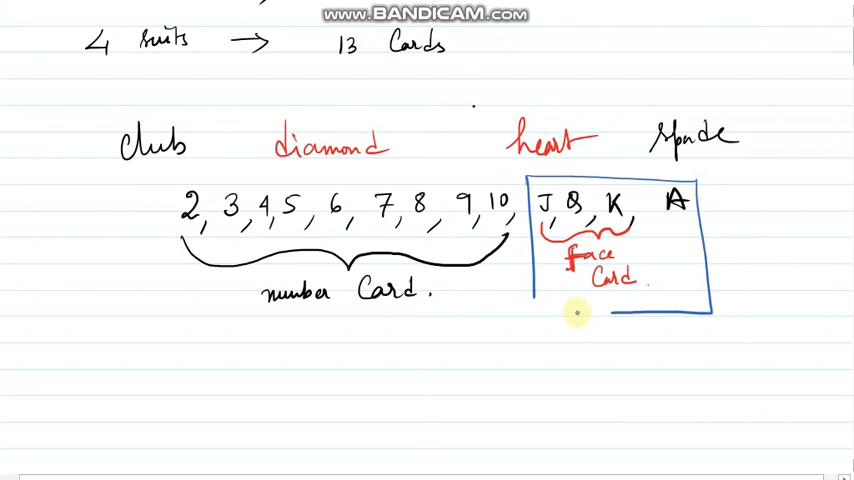 www.BANDICAM.com
4 suits → 13 Cards
club diamond heart spade
2, 3, 4, 5, 6, 7, 8, 9, 10, J, Q, K, A
face
number Card. Card.